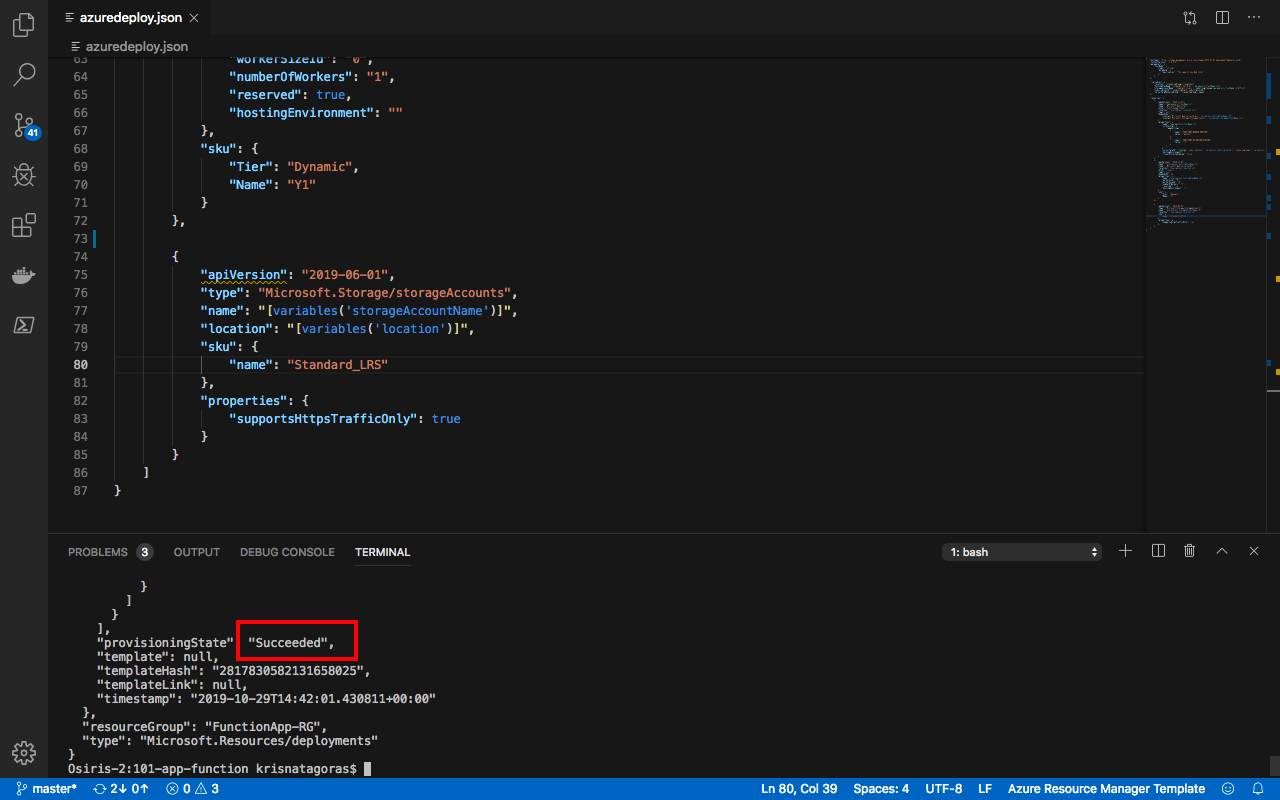 azuredeploy.json
azuredeploy.json
41
63 "workerSizeId": "0",
64 "numberOfWorkers": "1",
65 "reserved": true,
66 "hostingEnvironment": ""
67 },
68 "sku": {
69 "Tier": "Dynamic",
70 "Name": "Y1"
71 }
72 },
73
74 {
75 "apiVersion": "2019-06-01",
76 "type": "Microsoft.Storage/storageAccounts",
77 "name": "[variables('storageAccountName')]",
78 "location": "[variables('location')]",
79 "sku": {
80 "name": "Standard_LRS"
81 },
82 "properties": {
83 "supportsHttpsTrafficOnly": true
84 }
85 }
86 ]
87 }
PROBLEMS 3 OUTPUT DEBUG CONSOLE TERMINAL 1: bash
}
]
}
],
"provisioningState" "Succeeded",
"template": null,
"templateHash": "2817830582131658025",
"templateLink": null,
"timestamp": "2019-10-29T14:42:01.430811+00:00"
},
"resourceGroup": "FunctionApp-RG",
"type": "Microsoft.Resources/deployments"
}
Osiris-2:101-app-function krisnatagoras$
master* 2↓ 0↑ 0 3 Ln 80, Col 39 Spaces: 4 UTF-8 LF Azure Resource Manager Template